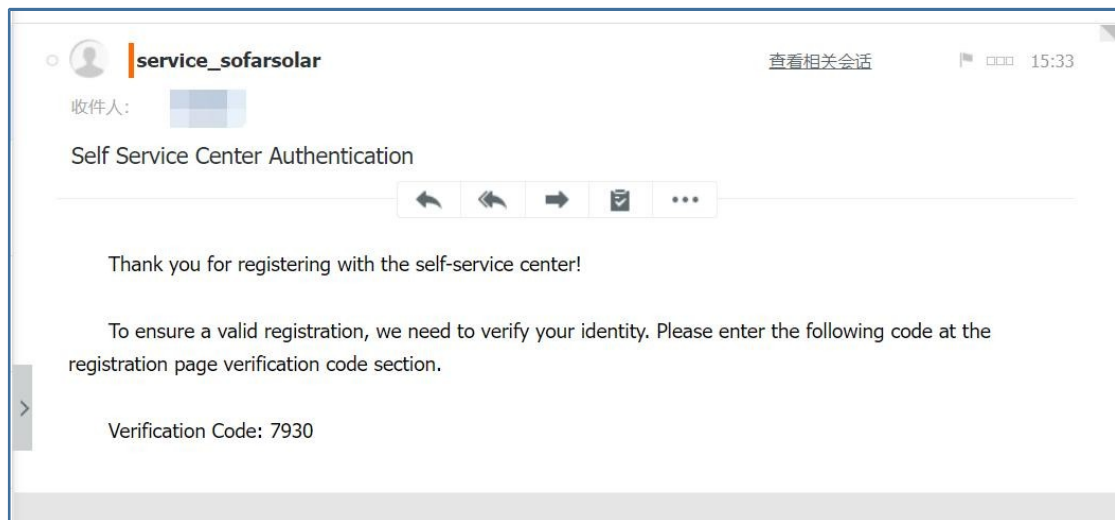 service_sofarsolar
查看相关会话
15:33
收件人:
Self Service Center Authentication
Thank you for registering with the self-service center!
To ensure a valid registration, we need to verify your identity. Please enter the following code at the
registration page verification code section.
Verification Code: 7930